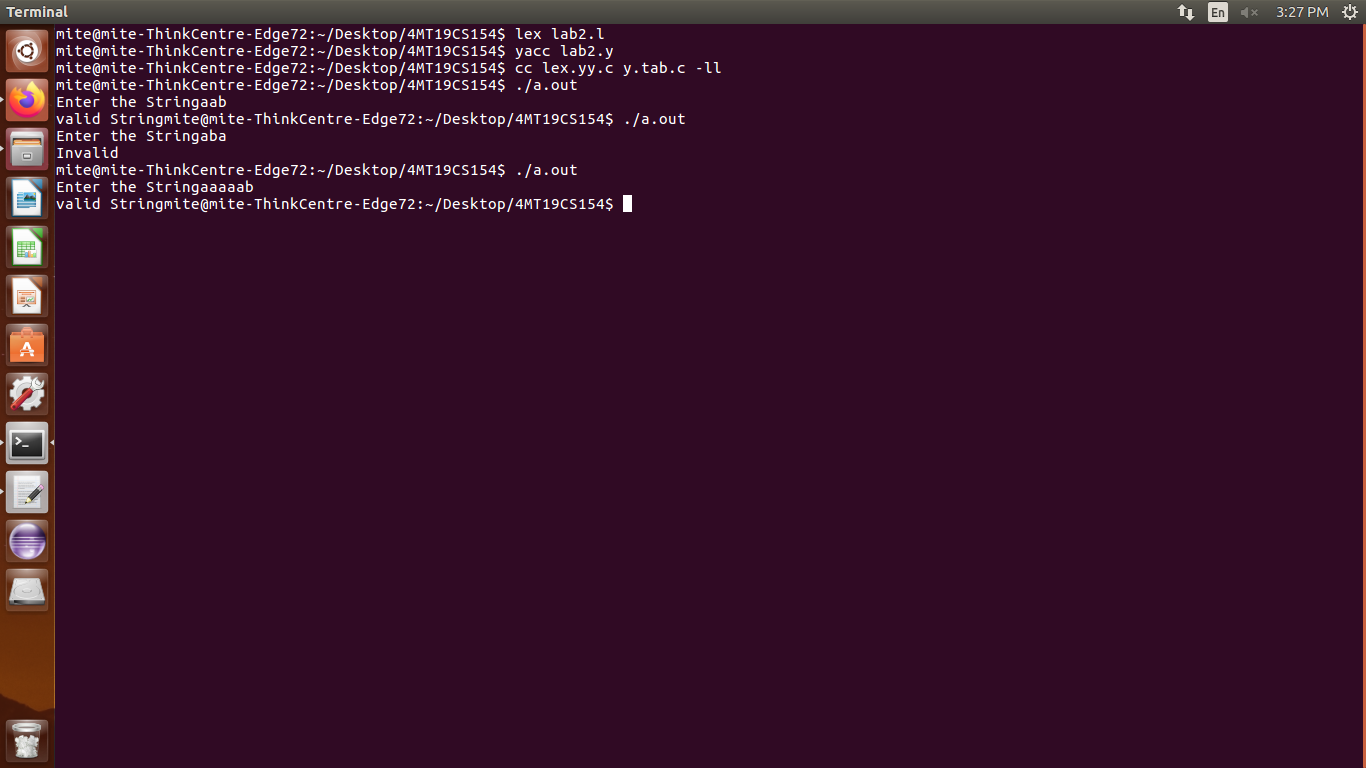 Terminal
En
3:27 PM
mite@mite-ThinkCentre-Edge72:~/Desktop/4MT19CS154$ lex lab2.l
mite@mite-ThinkCentre-Edge72:~/Desktop/4MT19CS154$ yacc lab2.y
mite@mite-ThinkCentre-Edge72:~/Desktop/4MT19CS154$ cc lex.yy.c y.tab.c -ll
mite@mite-ThinkCentre-Edge72:~/Desktop/4MT19CS154$ ./a.out
Enter the Stringaab
valid Stringmite@mite-ThinkCentre-Edge72:~/Desktop/4MT19CS154$ ./a.out
Enter the Stringaba
Invalid
mite@mite-ThinkCentre-Edge72:~/Desktop/4MT19CS154$ ./a.out
Enter the Stringaaaaab
valid Stringmite@mite-ThinkCentre-Edge72:~/Desktop/4MT19CS154$